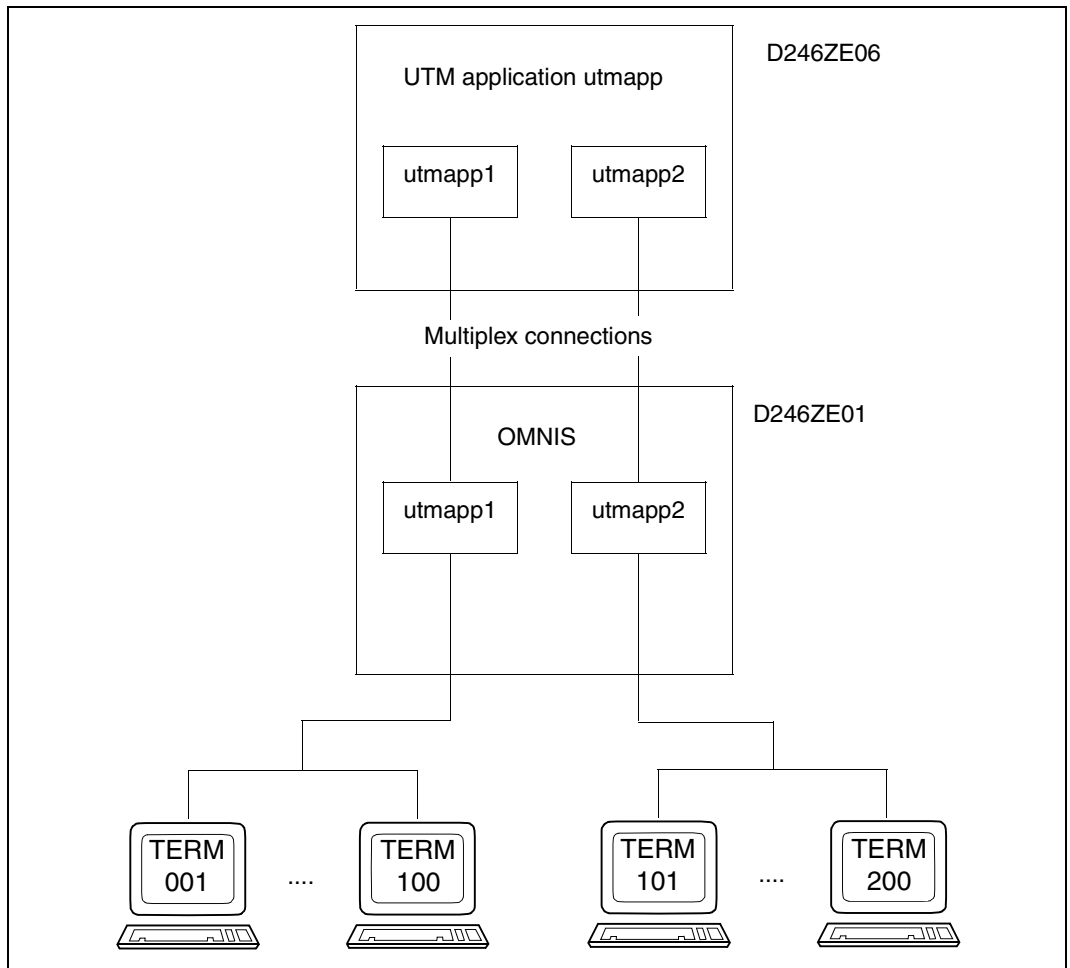 D246ZE06
UTM application utmapp
utmapp1 utmapp2
Multiplex connections
D246ZE01
OMNIS
utmapp1 utmapp2
TERM 001
....
TERM 100
TERM 101
....
TERM 200